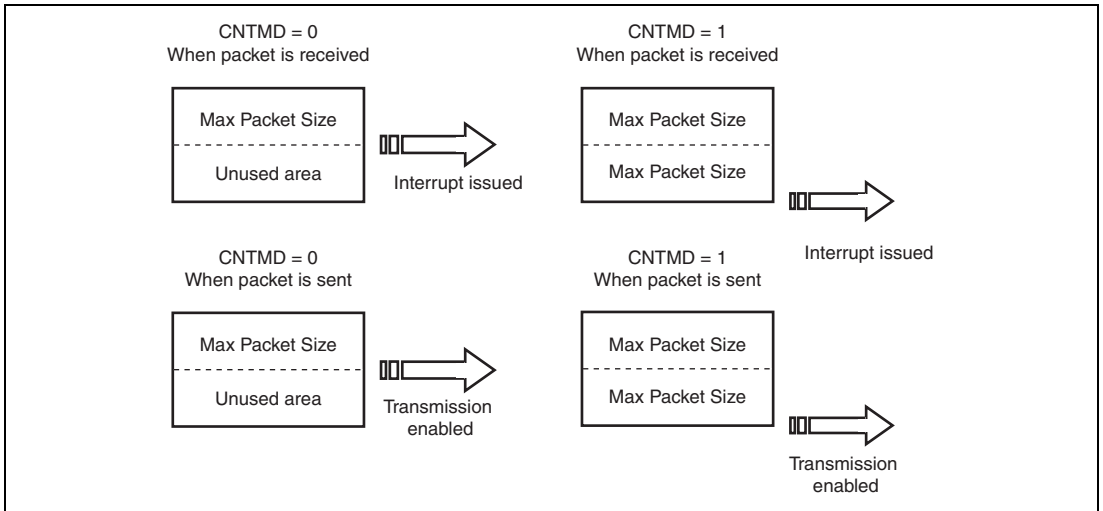 CNTMD = 0
When packet is received
Max Packet Size
Unused area
Interrupt issued
CNTMD = 1
When packet is received
Max Packet Size
Max Packet Size
Interrupt issued
CNTMD = 0
When packet is sent
Max Packet Size
Unused area
Transmission
enabled
CNTMD = 1
When packet is sent
Max Packet Size
Max Packet Size
Transmission
enabled